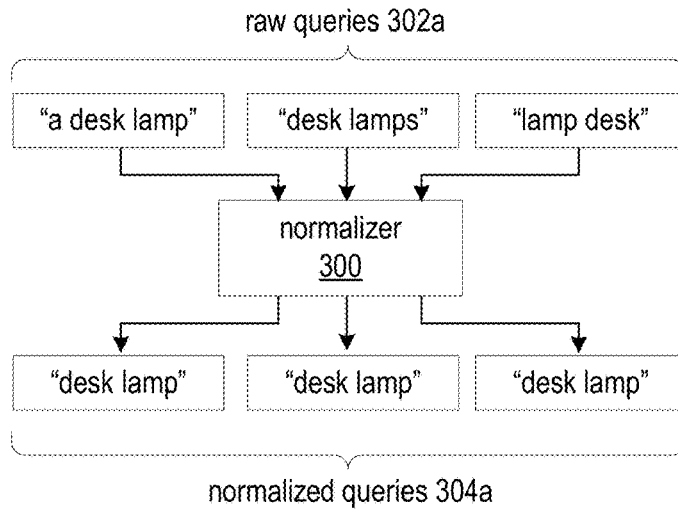 raw queries 302a
“a desk lamp” “desk lamps” “lamp desk”
normalizer
300
“desk lamp” “desk lamp” “desk lamp”
normalized queries 304a